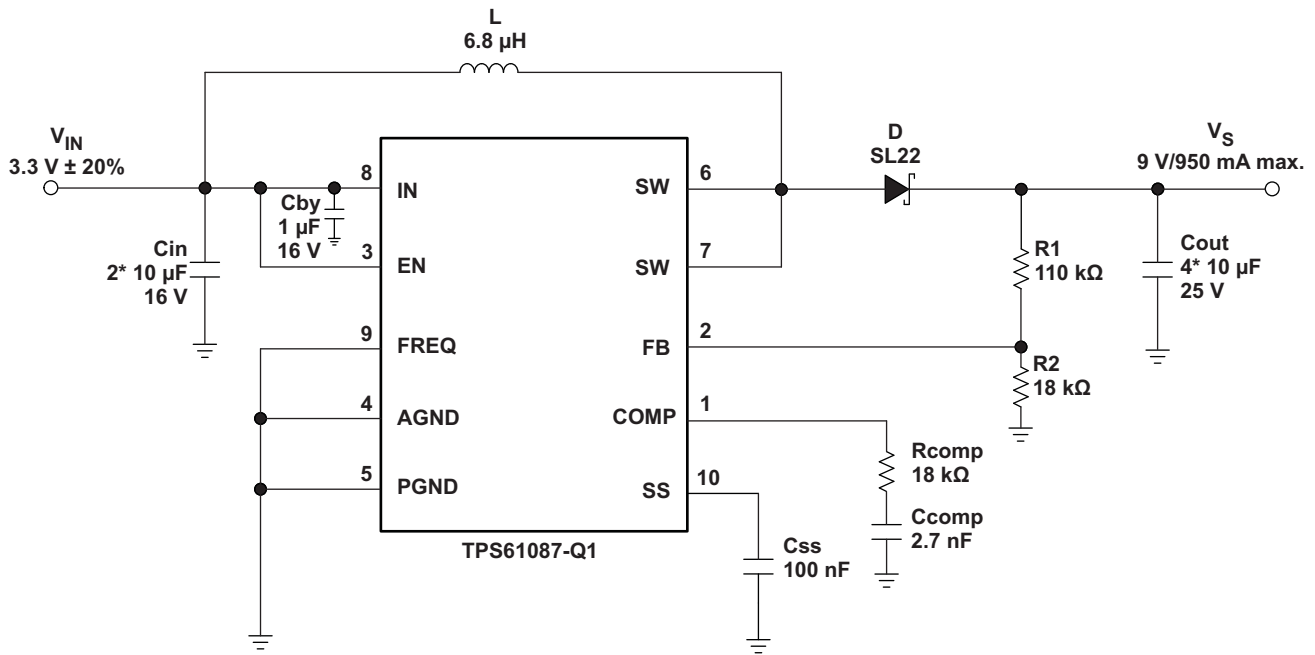 L
6.8 µH
V_IN
3.3 V ± 20%
D
SL22
V_S
9 V/950 mA max.
8
IN
SW
6
Cby
1 µF
16 V
3
EN
SW
7
Cin
2* 10 µF
16 V
R1
110 kΩ
Cout
4* 10 µF
25 V
9
FREQ
FB
2
R2
18 kΩ
4
AGND
COMP
1
Rcomp
18 kΩ
5
PGND
SS
10
Ccomp
2.7 nF
TPS61087-Q1
Css
100 nF